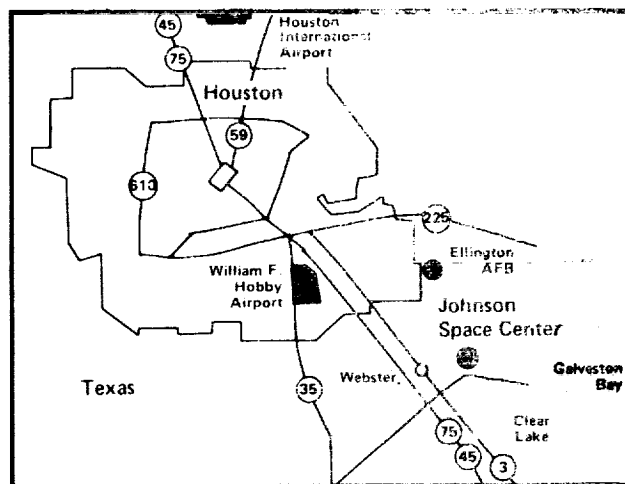 45
Houston
International
Airport
75
Houston
59
613
225
Ellington
AFB
William F.
Hobby
Airport
Johnson
Space Center
Galveston
Bay
Webster
Texas
35
Clear
Lake
75
45
3